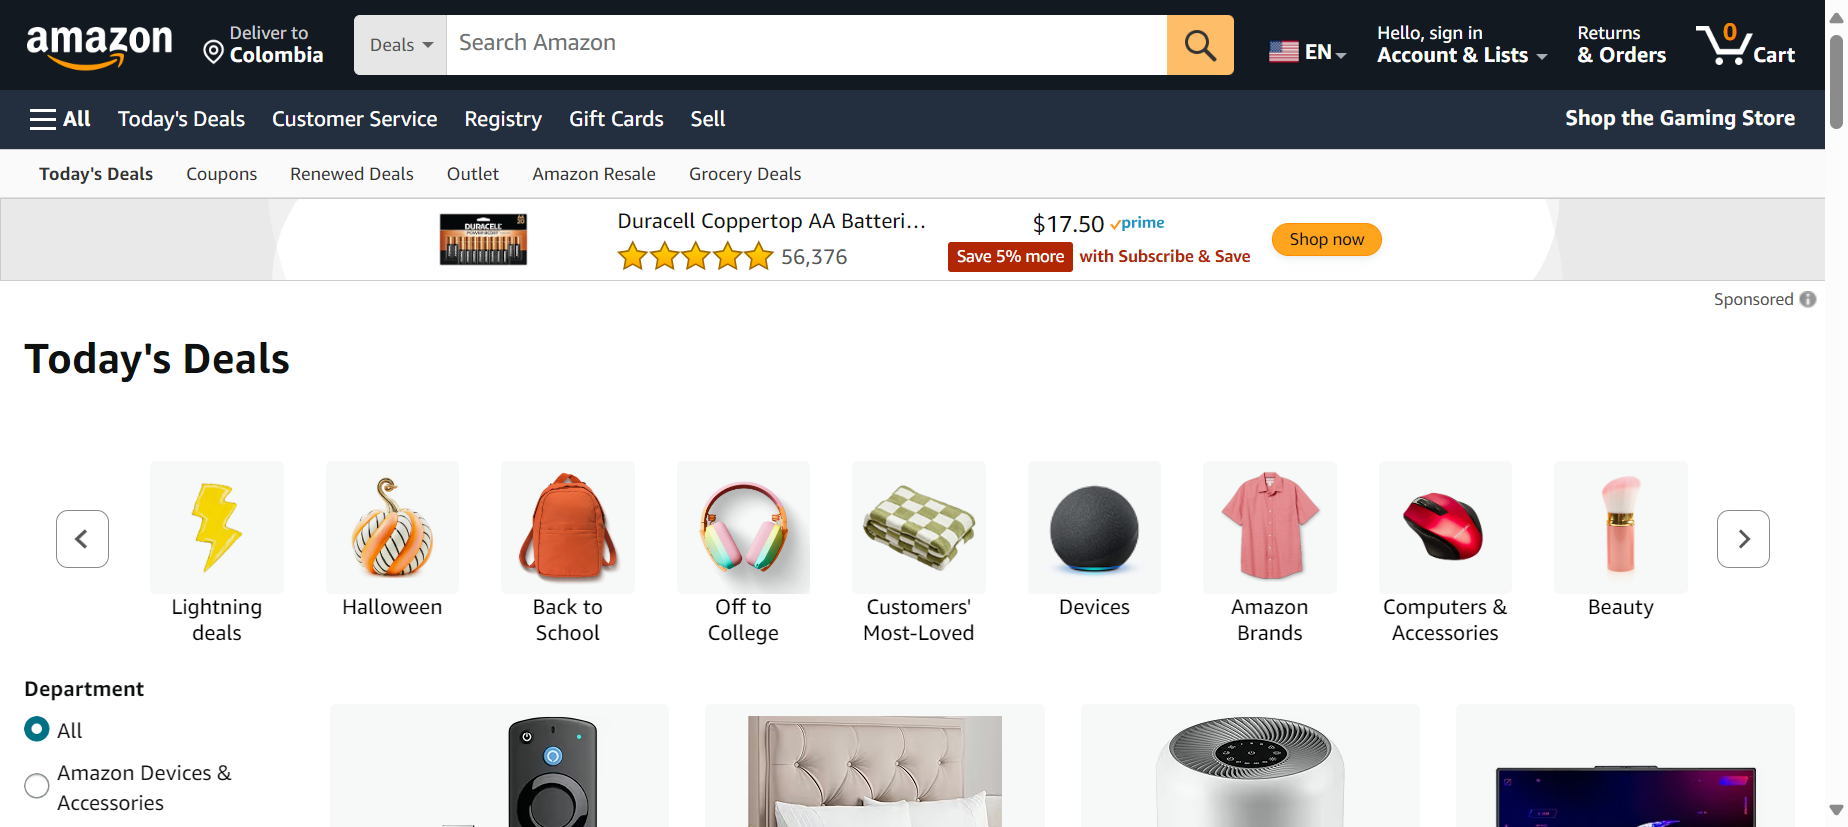 amazon
Deliver to
Colombia
Deals
Search Amazon
EN
Hello, sign in
Account & Lists
Returns
& Orders
0
Cart
All
Today's Deals
Customer Service
Registry
Gift Cards
Sell
Shop the Gaming Store
Today's Deals
Coupons
Renewed Deals
Outlet
Amazon Resale
Grocery Deals
DURACELL
Duracell Coppertop AA Batteri...
56,376
$17.50 prime
Save 5% more with Subscribe & Save
Shop now
Sponsored
Today's Deals
Lightning
deals
Halloween
Back to
School
Off to
College
Customers'
Most-Loved
Devices
Amazon
Brands
Computers &
Accessories
Beauty
Department
All
Amazon Devices &
Accessories